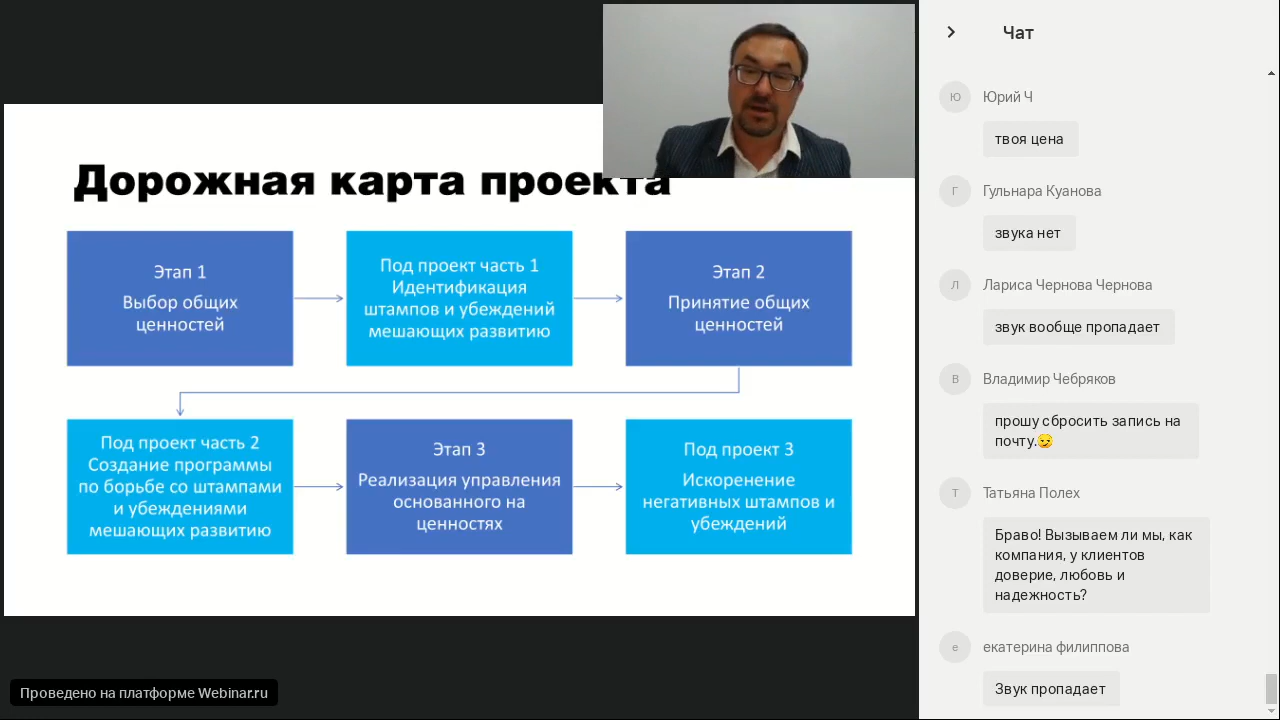 Дорожная карта проекта
Этап 1
Выбор общих
ценностей
Под проект часть 1
Идентификация
штампов и убеждений
мешающих развитию
Этап 2
Принятие общих
ценностей
Под проект часть 2
Создание программы
по борьбе со штампами
и убеждениями
мешающих развитию
Этап 3
Реализация управления
основанного на
ценностях
Под проект 3
Искоренение
негативных штампов и
убеждений
Проведено на платформе Webinar.ru
Чат
Ю
Юрий Ч
твоя цена
Г
Гульнара Куанова
звука нет
Л
Лариса Чернова Чернова
звук вообще пропадает
В
Владимир Чебряков
прошу сбросить запись на
почту.😏
Т
Татьяна Полех
Браво! Вызываем ли мы, как
компания, у клиентов
доверие, любовь и
надежность?
е
екатерина филиппова
Звук пропадает